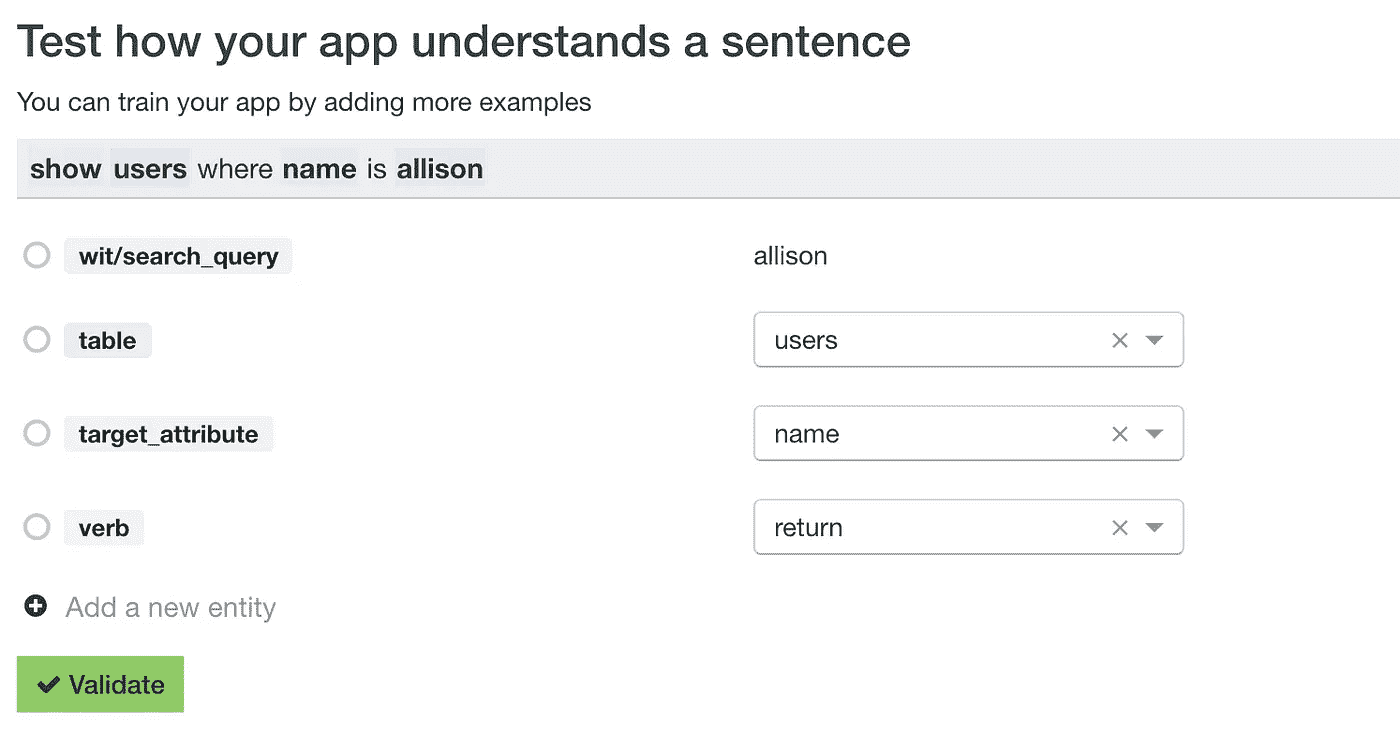 Test how your app understands a sentence
You can train your app by adding more examples
show users where name is allison
wit/search_query allison
table users
target_attribute name
verb return
Add a new entity
Validate